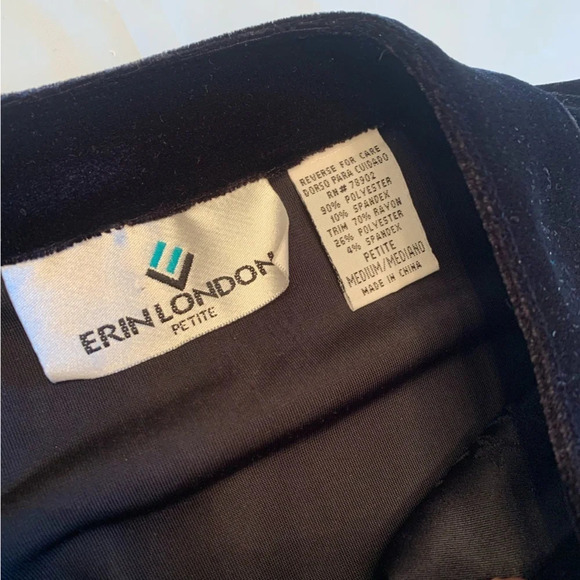 ERIN LONDON
PETITE
REVERSE FOR CARE
DORSO PARA CUIDADO
RN# 78902
90% POLYESTER
10% SPANDEX
TRIM 70% RAYON
26% POLYESTER
4% SPANDEX
PETITE
MEDIUM/MEDIANO
MADE IN CHINA